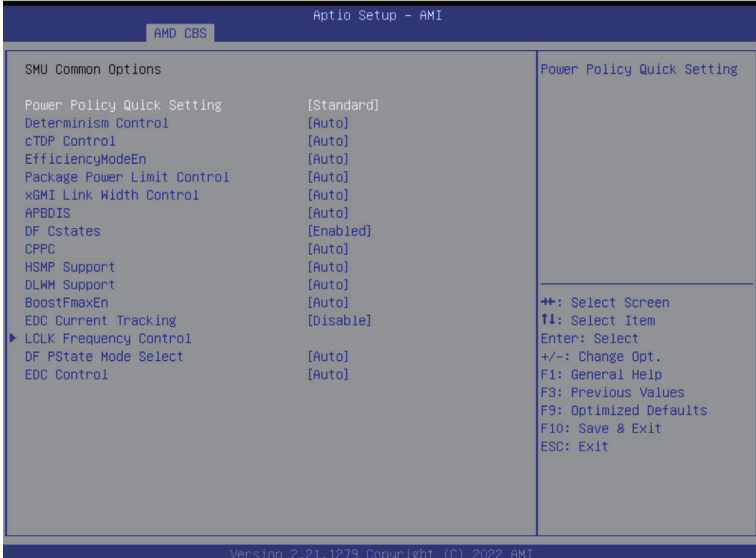 Aptio Setup – AMI
AMD CBS
SMU Common Options
Power Policy Quick Setting [Standard]
Determinism Control [Auto]
cTDP Control [Auto]
EfficiencyModeEn [Auto]
Package Power Limit Control [Auto]
xGMI Link Width Control [Auto]
APBDIS [Auto]
DF Cstates [Enabled]
CPPC [Auto]
HSMP Support [Auto]
DLWM Support [Auto]
BoostFmaxEn [Auto]
EDC Current Tracking [Disable]
LCLK Frequency Control
DF PState Mode Select [Auto]
EDC Control [Auto]
Power Policy Quick Setting
→←: Select Screen
↑↓: Select Item
Enter: Select
+/-: Change Opt.
F1: General Help
F3: Previous Values
F9: Optimized Defaults
F10: Save & Exit
ESC: Exit
Version 2.21.1279 Copyright (C) 2022 AMI